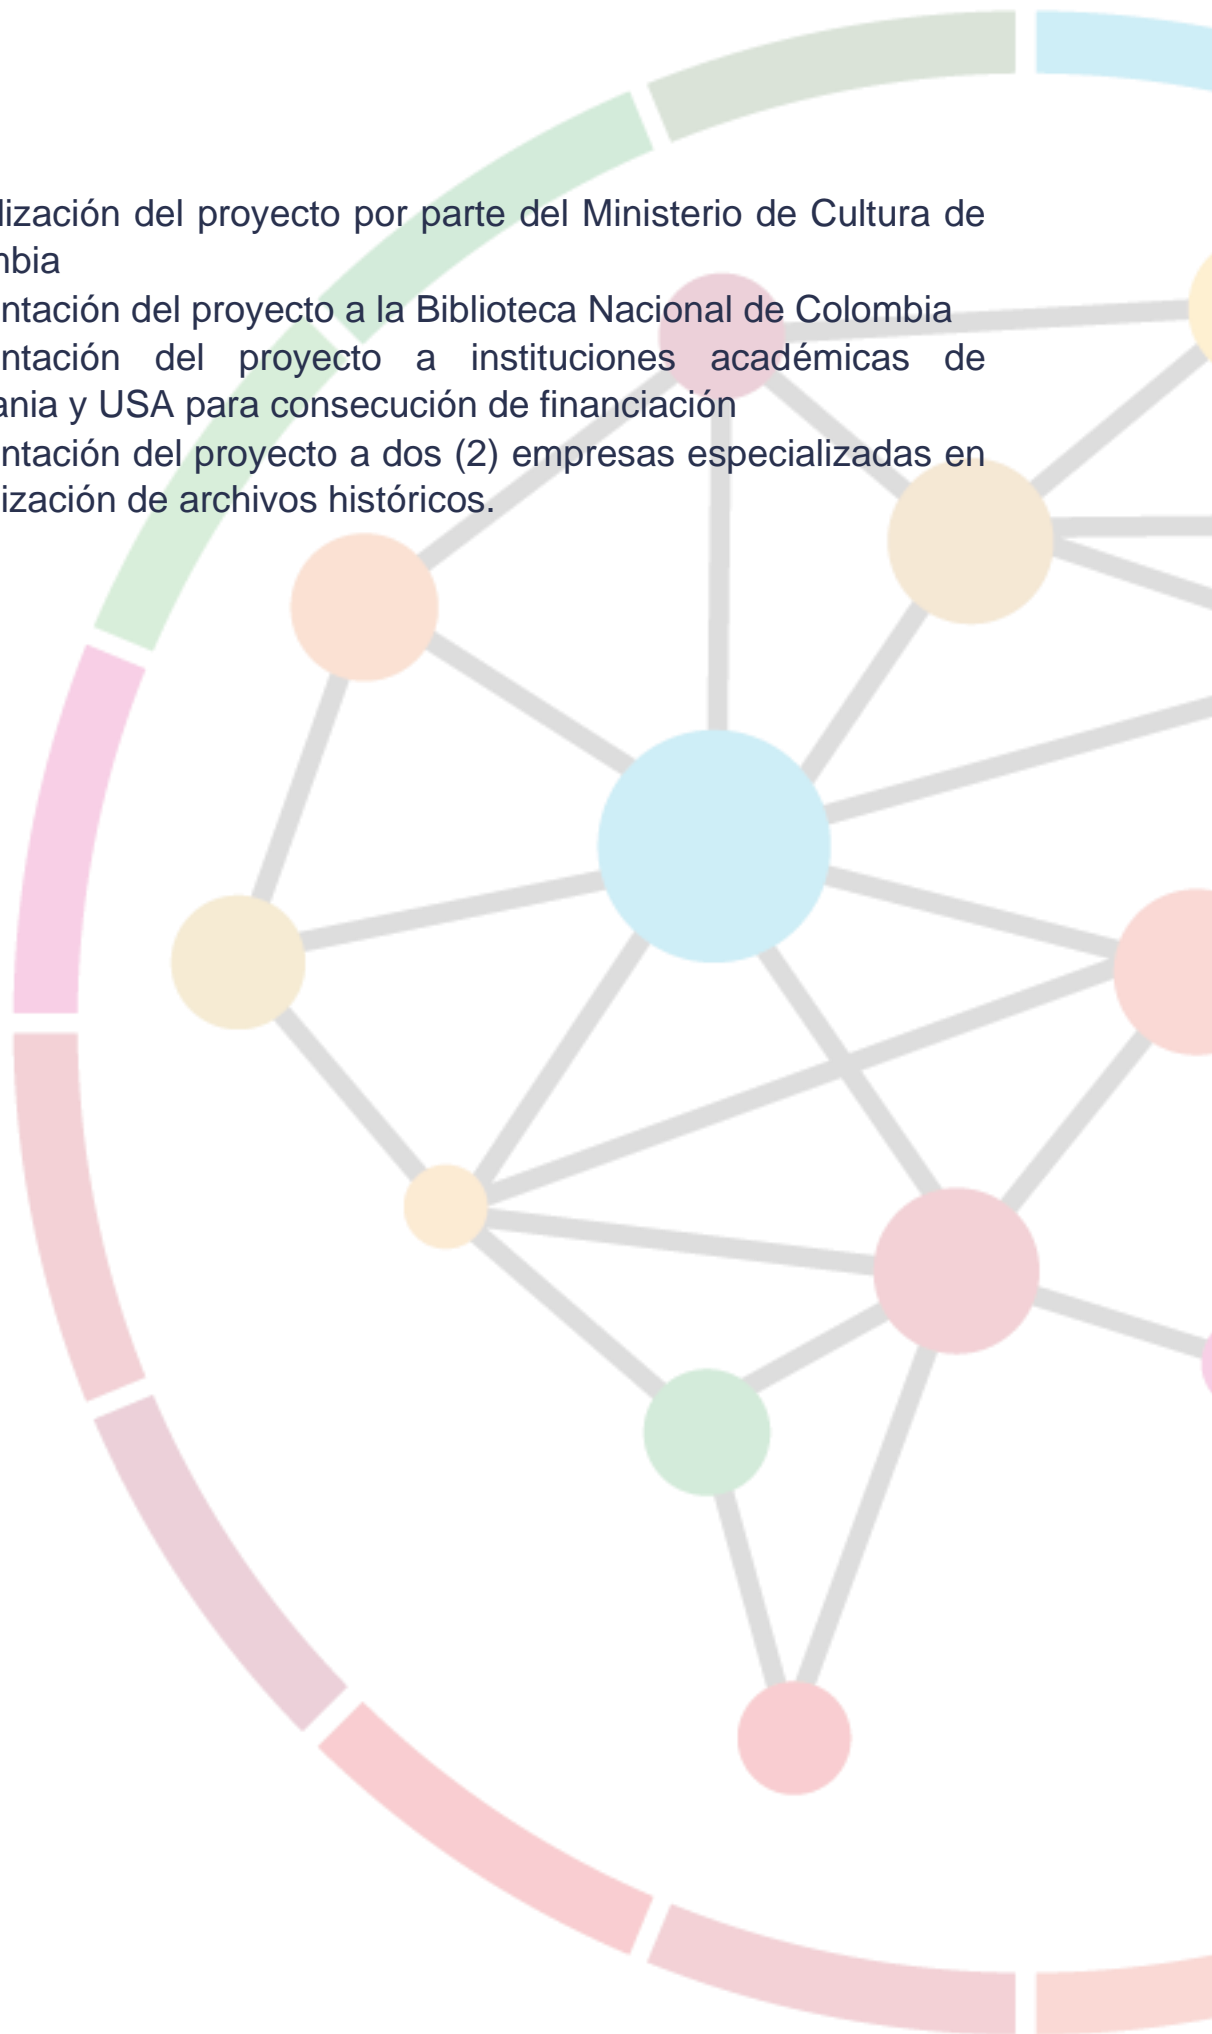 lización del proyecto por parte del Ministerio de Cultura de
nbia
ntación del proyecto a la Biblioteca Nacional de Colombia
ntación del proyecto a instituciones académicas de
ania y USA para consecución de financiación
ntación del proyecto a dos (2) empresas especializadas en
lización de archivos históricos.